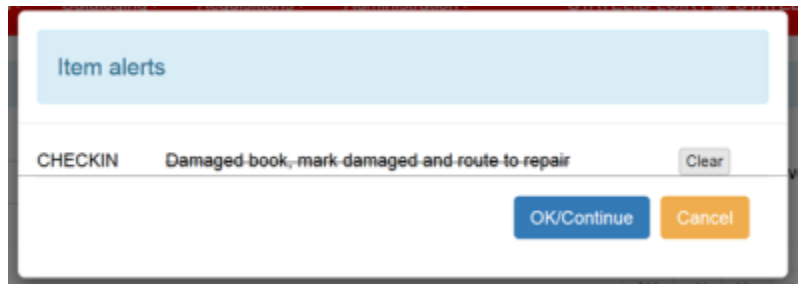 Item alerts
CHECKIN Damaged book, mark damaged and route to repair Clear
OK/Continue Cancel